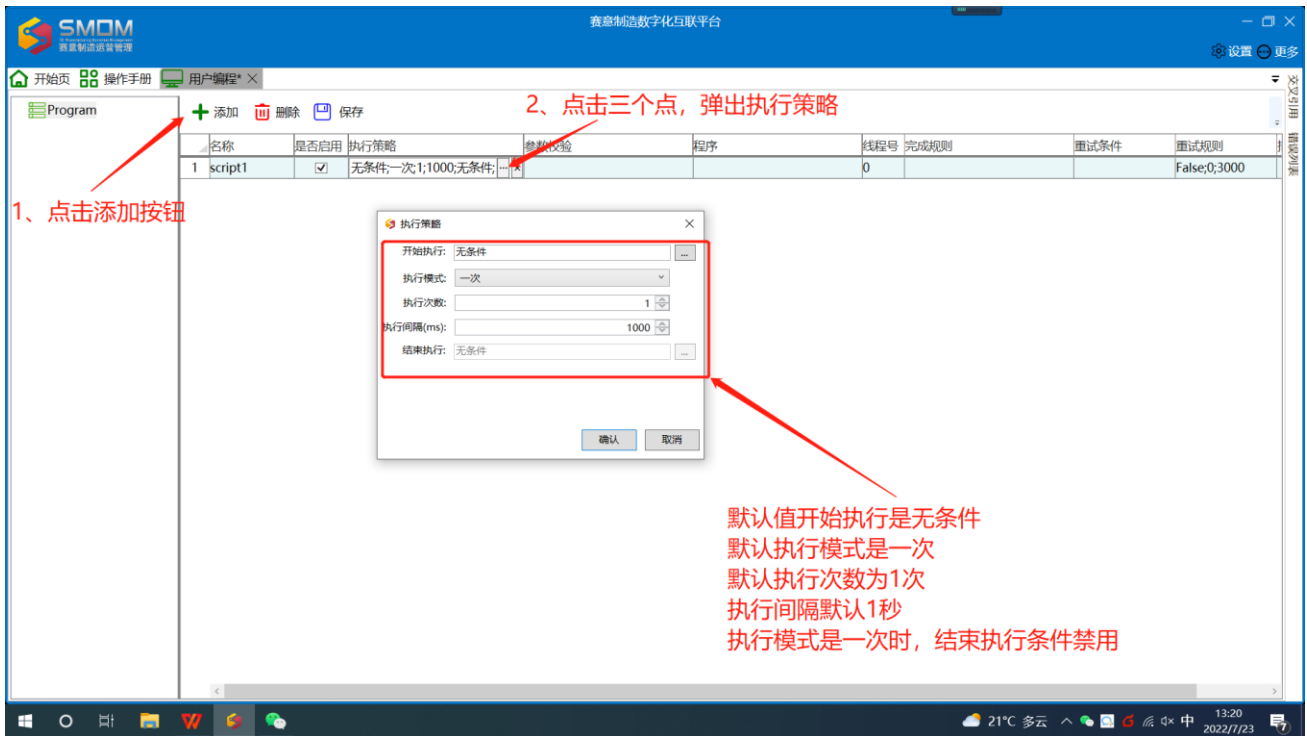 SMOM
赛意制造运营管理
赛意制造数字化互联平台
设置 更多
开始页 操作手册 用户编程*
交叉引用
错误列表
Program
添加 删除 保存
2、点击三个点，弹出执行策略
名称 是否启用 执行策略 参数校验 程序 线程号 完成规则 重试条件 重试规则
1 script1 无条件;一次;1;1000;无条件; ... 0 False;0;3000
1、点击添加按钮
执行策略
开始执行: 无条件 ...
执行模式: 一次
执行次数: 1
执行间隔(ms): 1000
结束执行: 无条件 ...
确认 取消
默认值开始执行是无条件
默认执行模式是一次
默认执行次数为1次
执行间隔默认1秒
执行模式是一次时，结束执行条件禁用
21°C 多云 中 13:20
2022/7/23
7